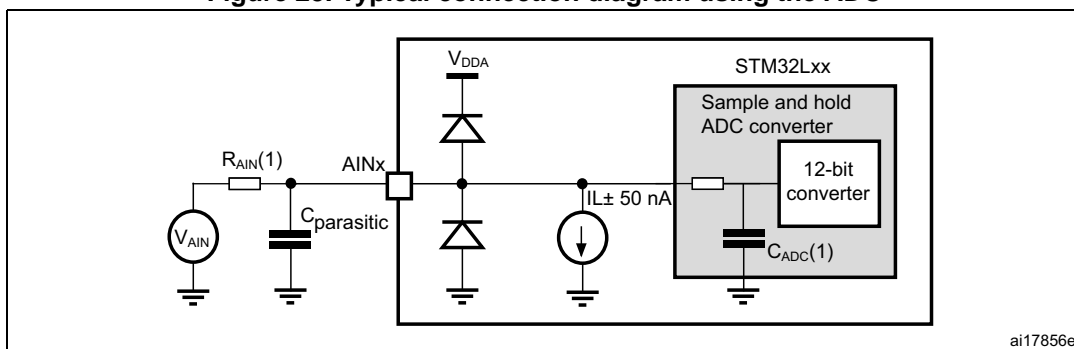 Figure 28. Typical connection diagram using the ADC
VDDA
STM32Lxx
Sample and hold
ADC converter
RAIN(1)
AINx
12-bit
converter
IL± 50 nA
Cparasitic
VAIN
CADC(1)
ai17856e